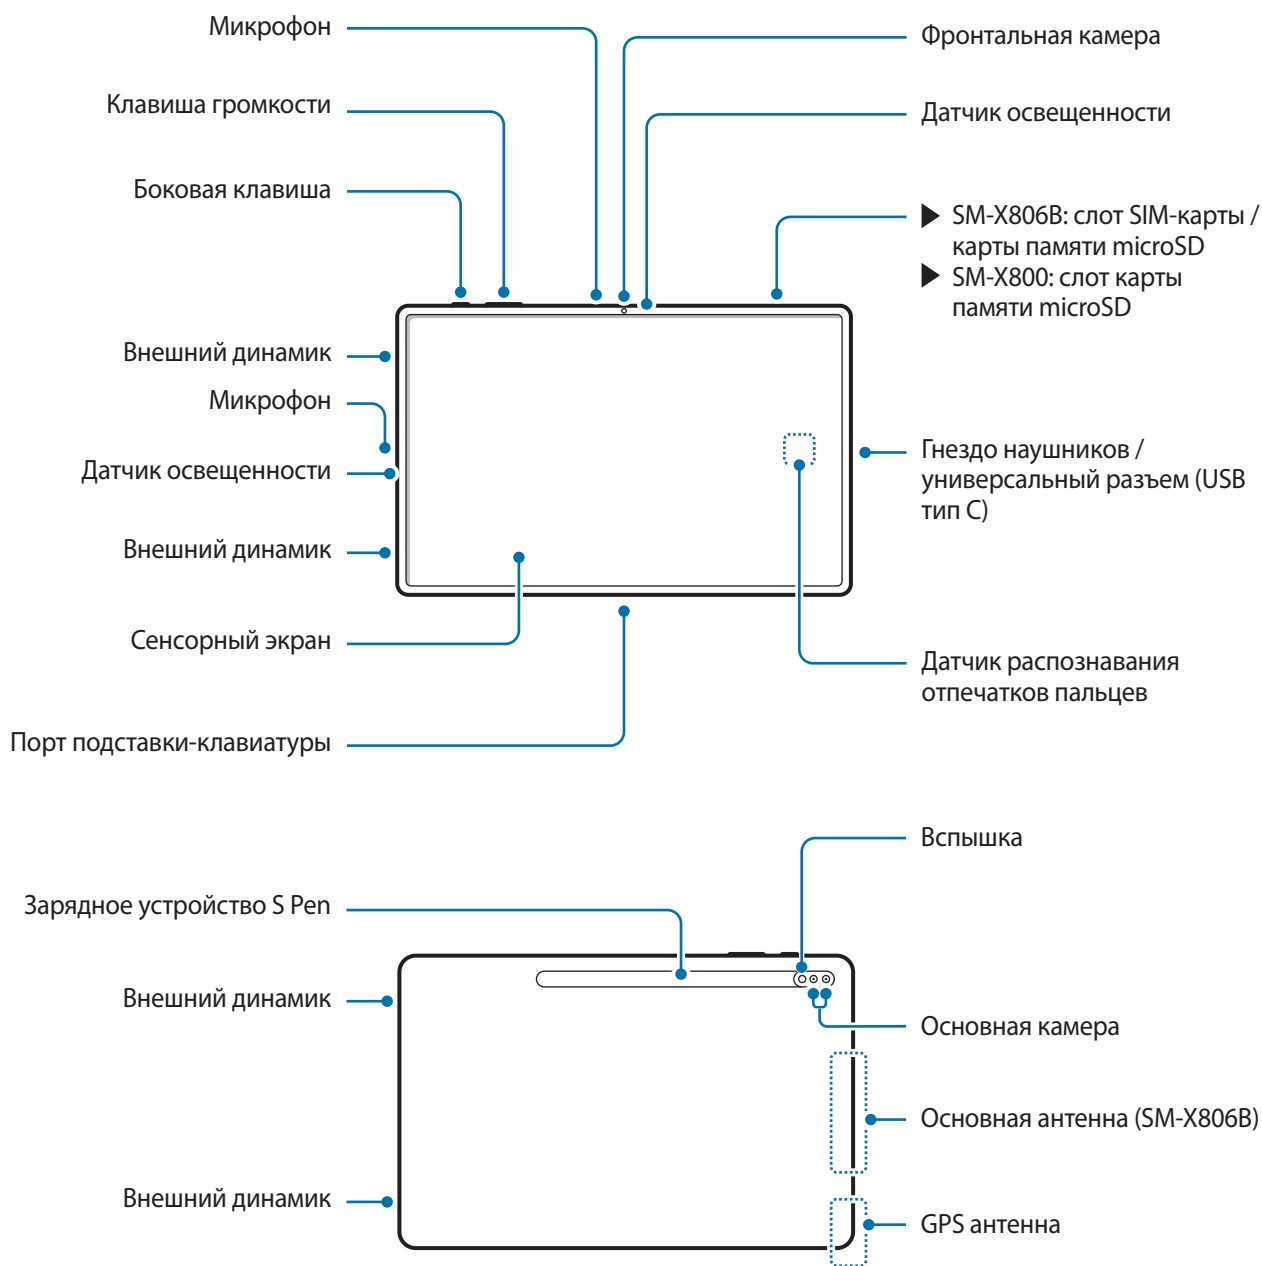 Микрофон
Фронтальная камера
Клавиша громкости
Датчик освещенности
Боковая клавиша
SM-X806B: слот SIM-карты /
карты памяти microSD
SM-X800: слот карты
памяти microSD
Внешний динамик
Микрофон
Датчик освещенности
Гнездо наушников /
универсальный разъем (USB
тип C)
Внешний динамик
Сенсорный экран
Датчик распознавания
отпечатков пальцев
Порт подставки-клавиатуры
Вспышка
Зарядное устройство S Pen
Внешний динамик
Основная камера
Основная антенна (SM-X806B)
Внешний динамик
GPS антенна